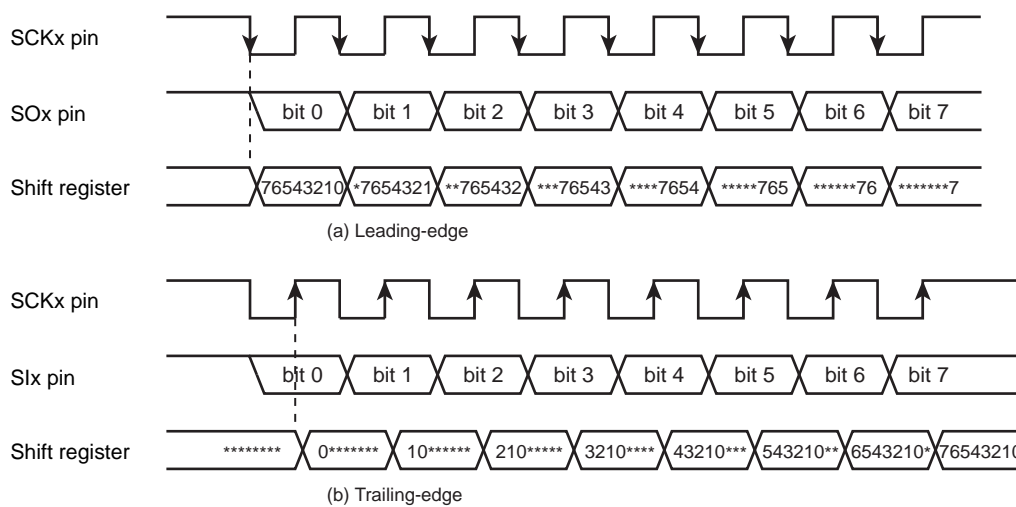 SCKx pin
SOx pin bit 0 bit 1 bit 2 bit 3 bit 4 bit 5 bit 6 bit 7
Shift register 76543210 *7654321 **765432 ***76543 ****7654 *****765 ******76 *******7
(a) Leading-edge
SCKx pin
SIx pin bit 0 bit 1 bit 2 bit 3 bit 4 bit 5 bit 6 bit 7
Shift register ******** 0******* 10****** 210***** 3210**** 43210*** 543210** 6543210* 76543210
(b) Trailing-edge